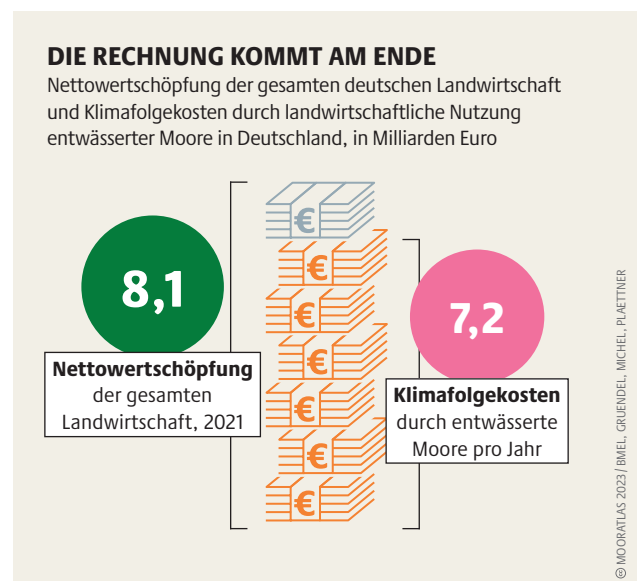 DIE RECHNUNG KOMMT AM ENDE
Nettowertschöpfung der gesamten deutschen Landwirtschaft
und Klimafolgekosten durch landwirtschaftliche Nutzung
entwässerter Moore in Deutschland, in Milliarden Euro
€
€
€
€
€
€
€
8,1
Nettowertschöpfung
der gesamten
Landwirtschaft, 2021
7,2
Klimafolgekosten
durch entwässerte
Moore pro Jahr
🅭 MOORATLAS 2023 / BMEL, GRUENDEL, MICHEL, PLAETTNER